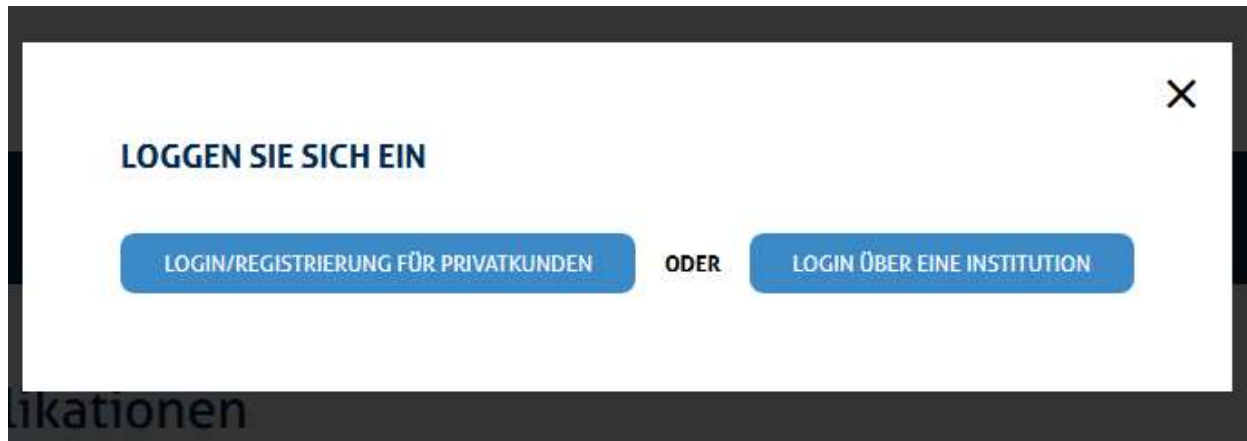 LOGGEN SIE SICH EIN
LOGIN/REGISTRIERUNG FÜR PRIVATKUNDEN ODER LOGIN ÜBER EINE INSTITUTION
likationen